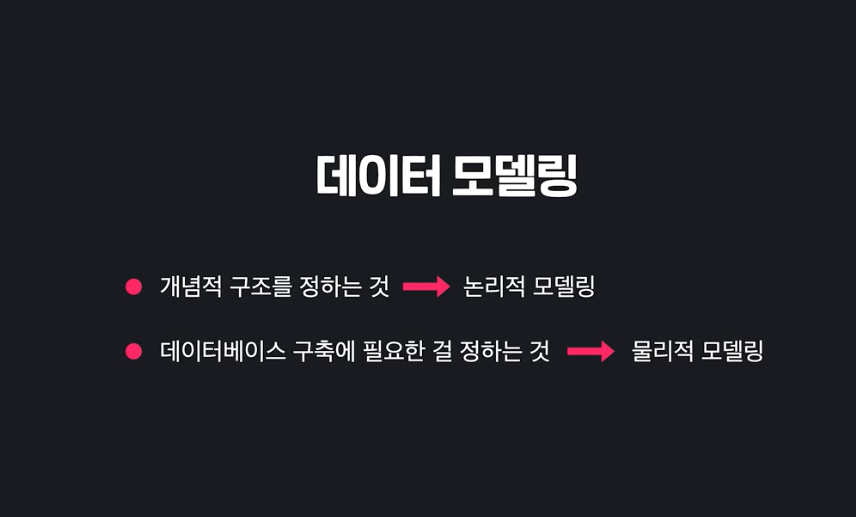 데이터 모델링
개념적 구조를 정하는 것 → 논리적 모델링
데이터베이스 구축에 필요한 걸 정하는 것 → 물리적 모델링